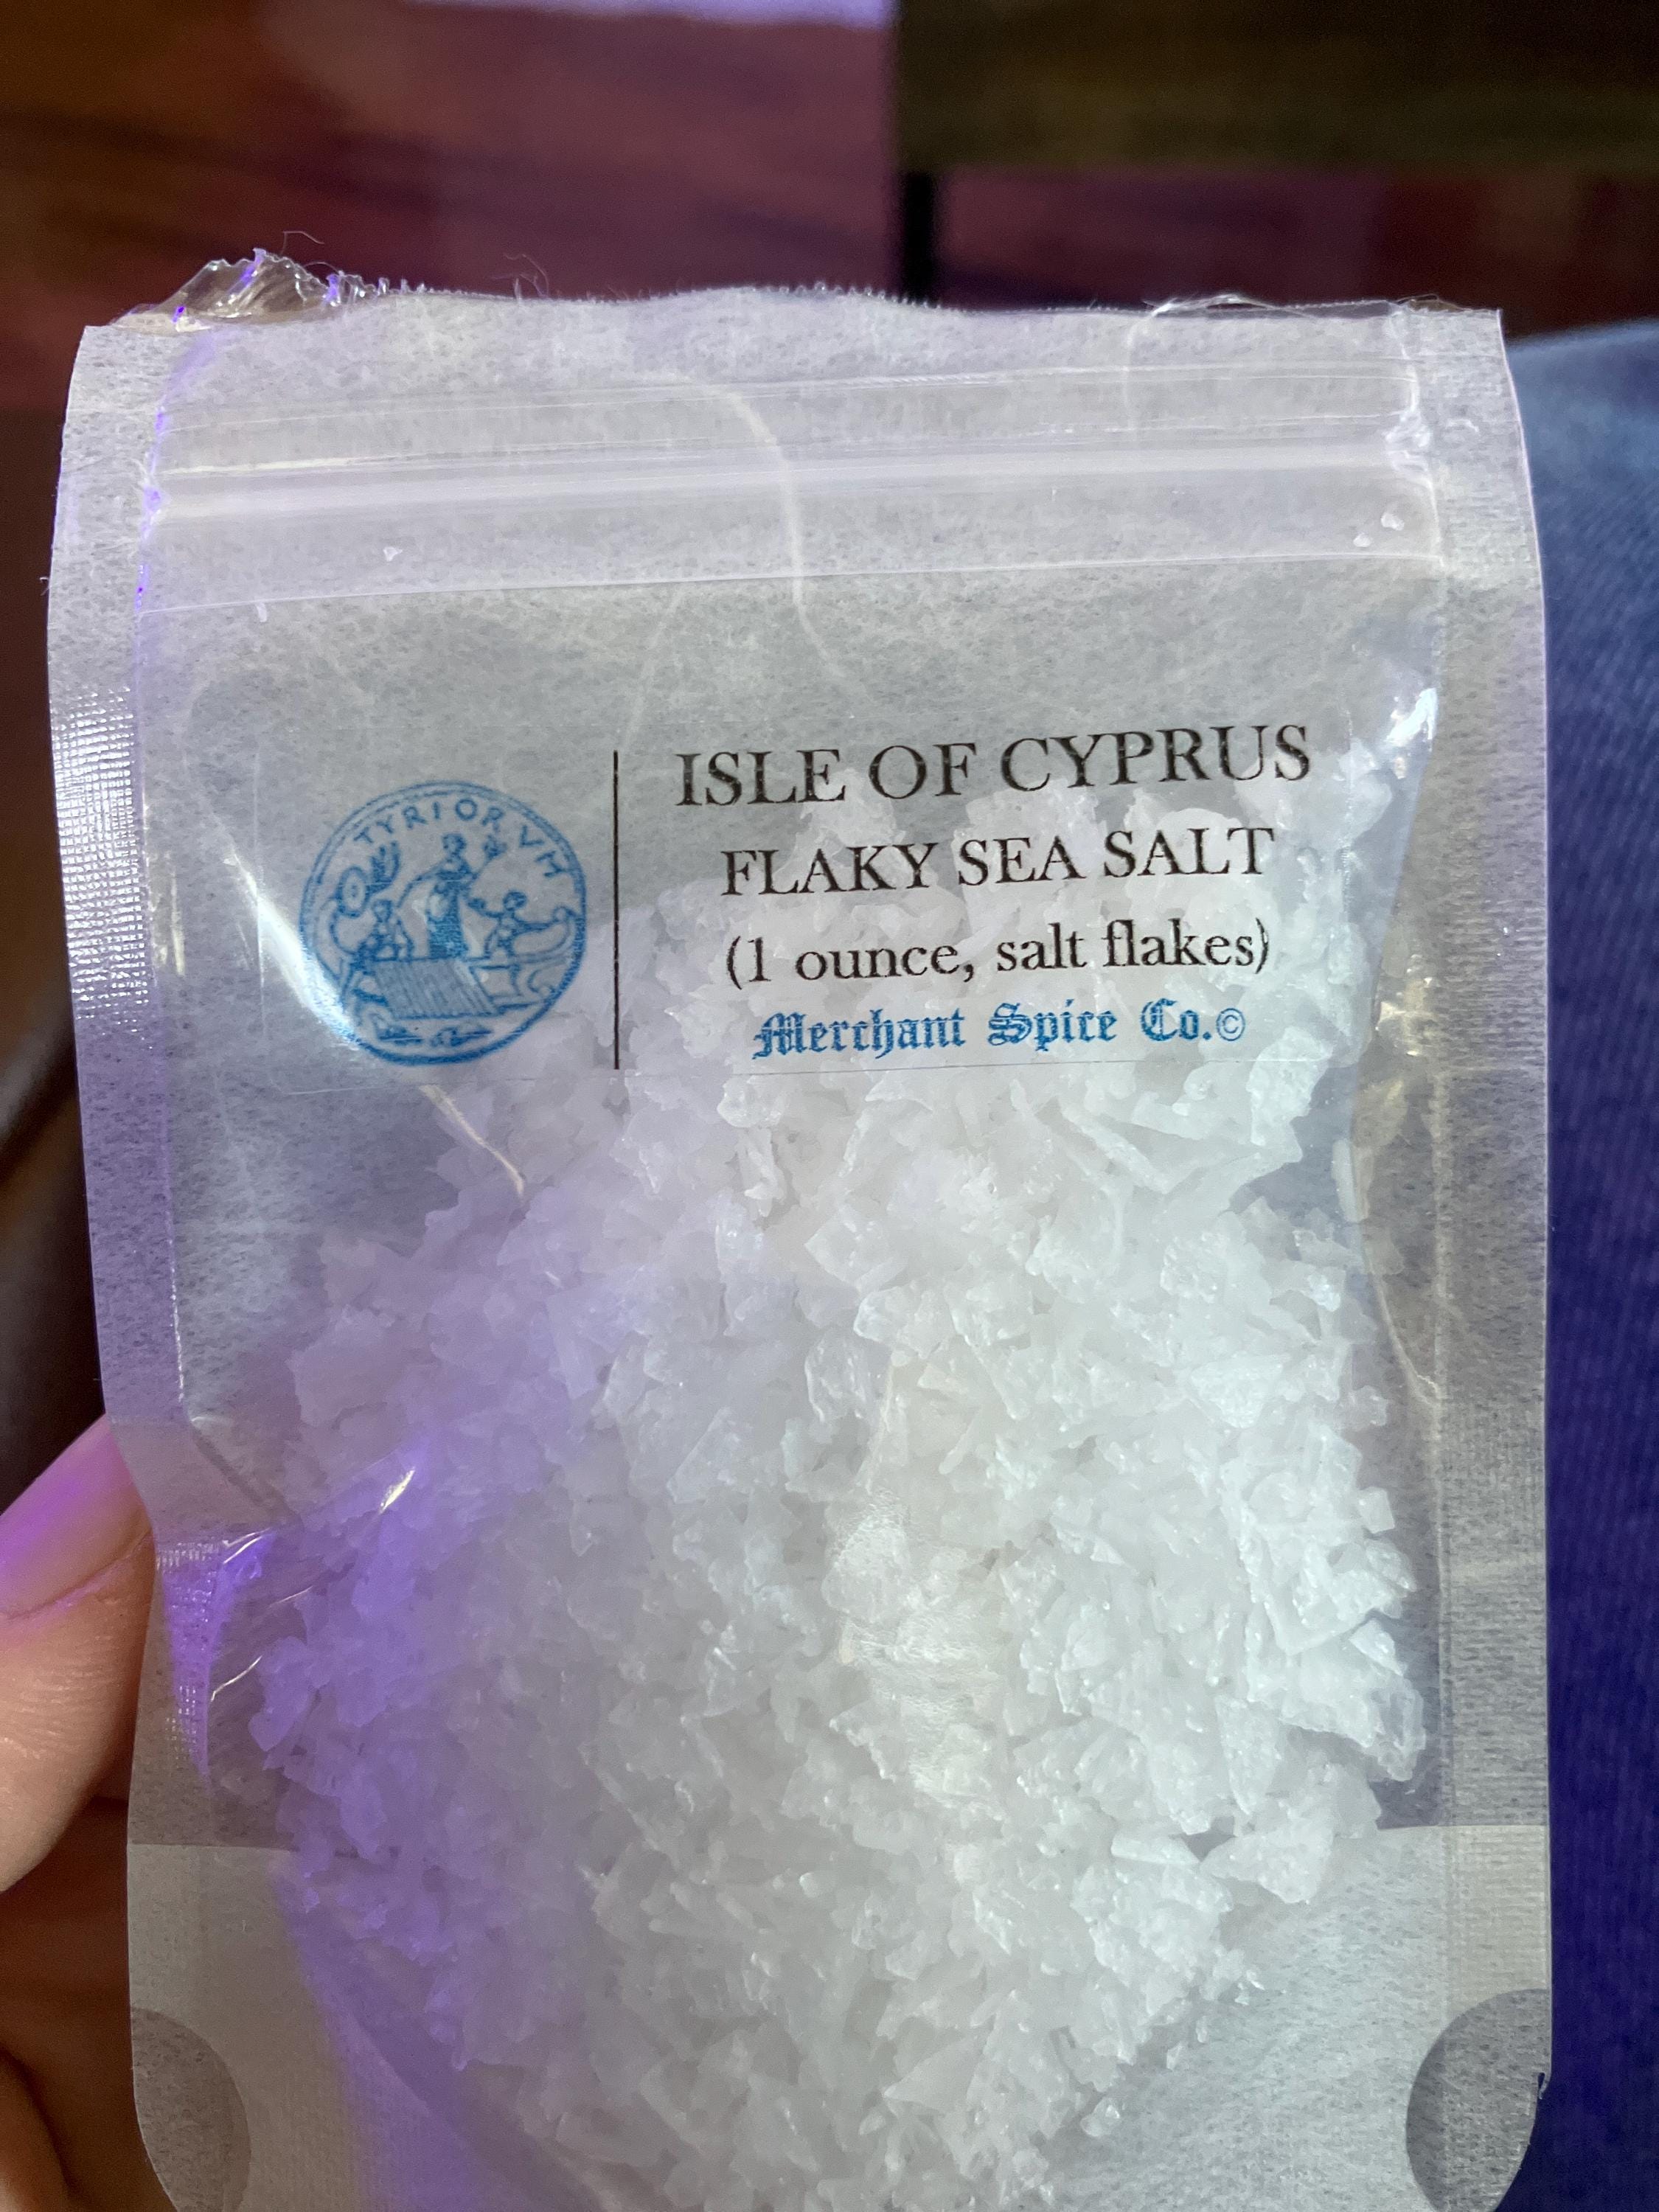 TYRIORVM
ISLE OF CYPRUS
FLAKY SEA SALT
(1 ounce, salt flakes)
Merchant Spice Co.©